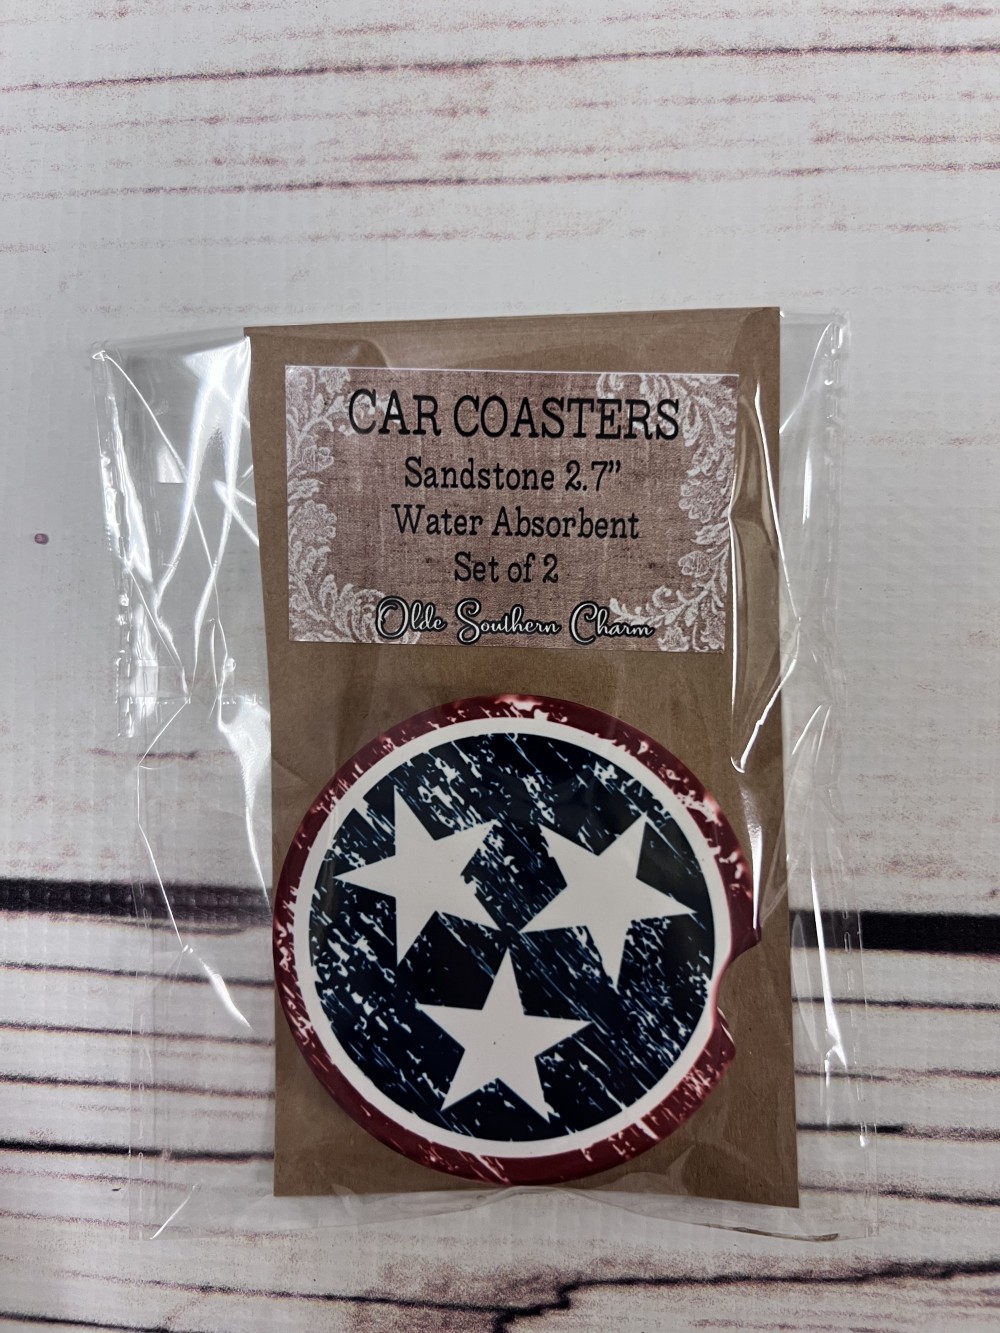 CAR COASTERS
Sandstone 2.7”
Water Absorbent
Set of 2
Olde Southern Charm